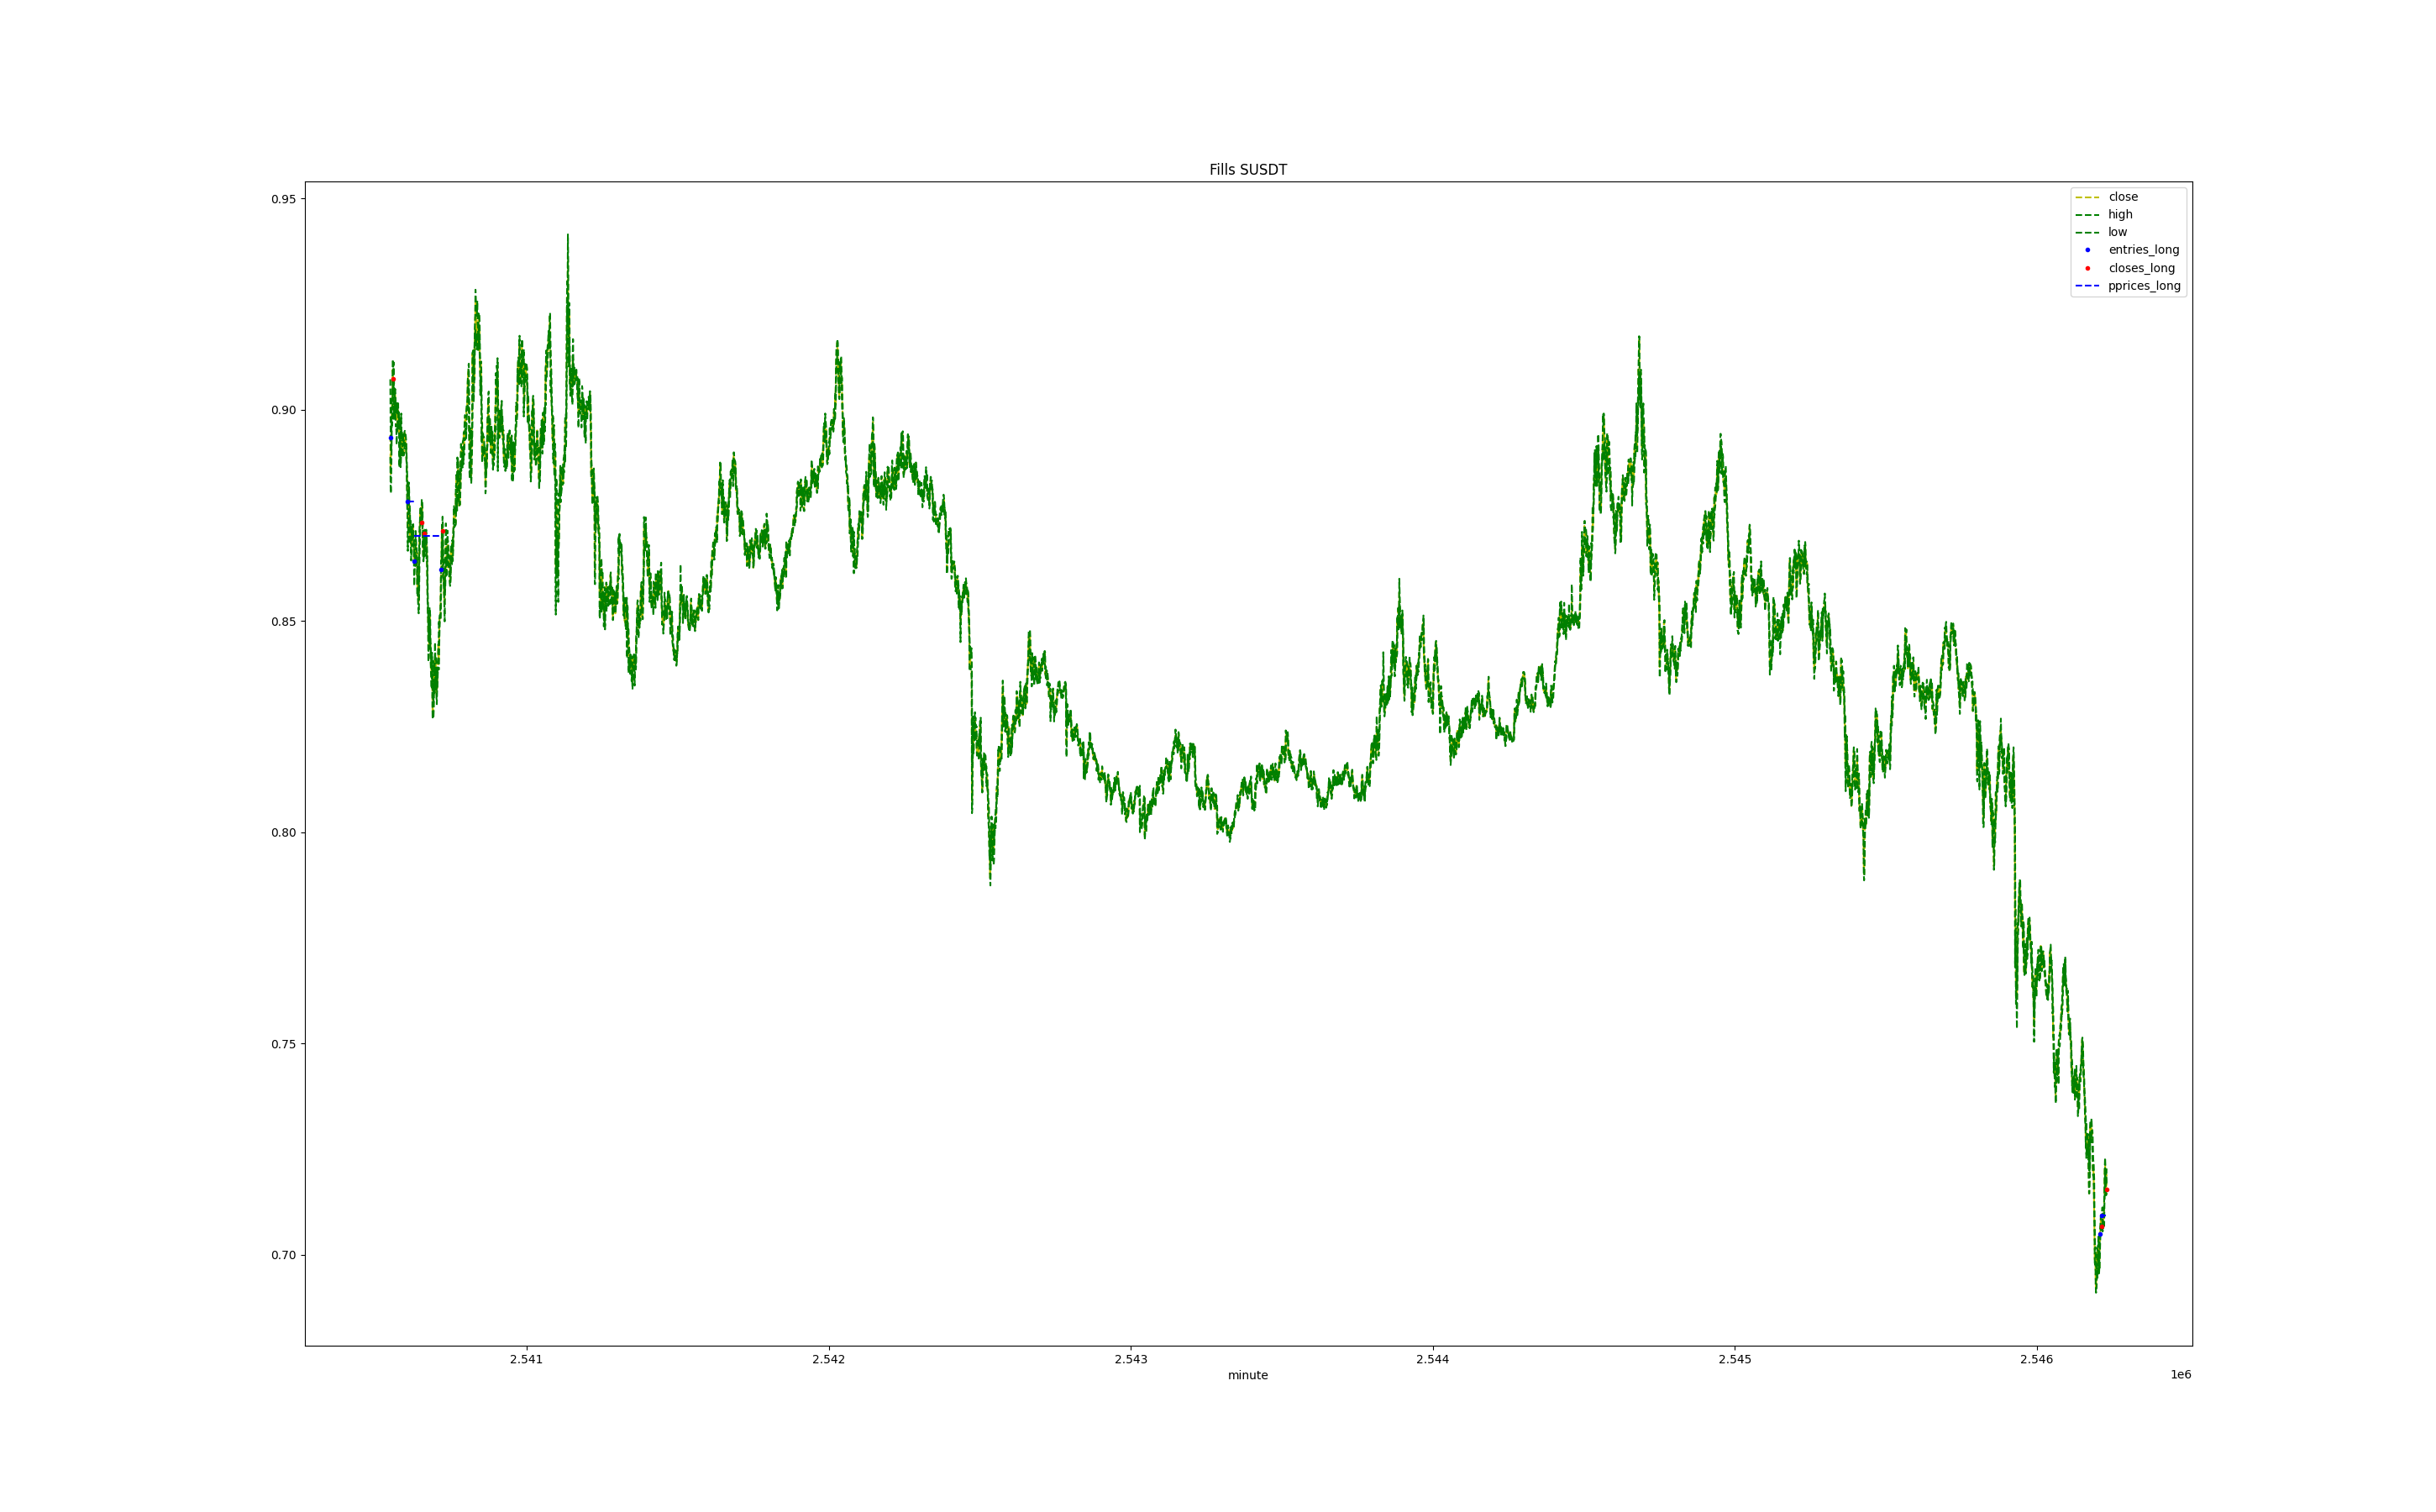 Fills SUSDT
0.95
0.90
0.85
0.80
0.75
0.70
close
high
low
entries_long
closes_long
pprices_long
2.541
2.542
2.543
2.544
2.545
2.546
minute
1e6